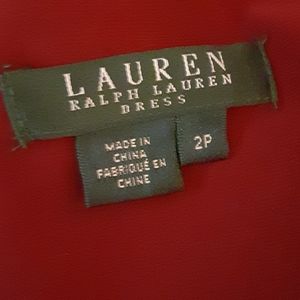 LAUREN
RALPH LAUREN
DRESS
MADE IN
CHINA
FABRIQUÉ EN
CHINE
2P